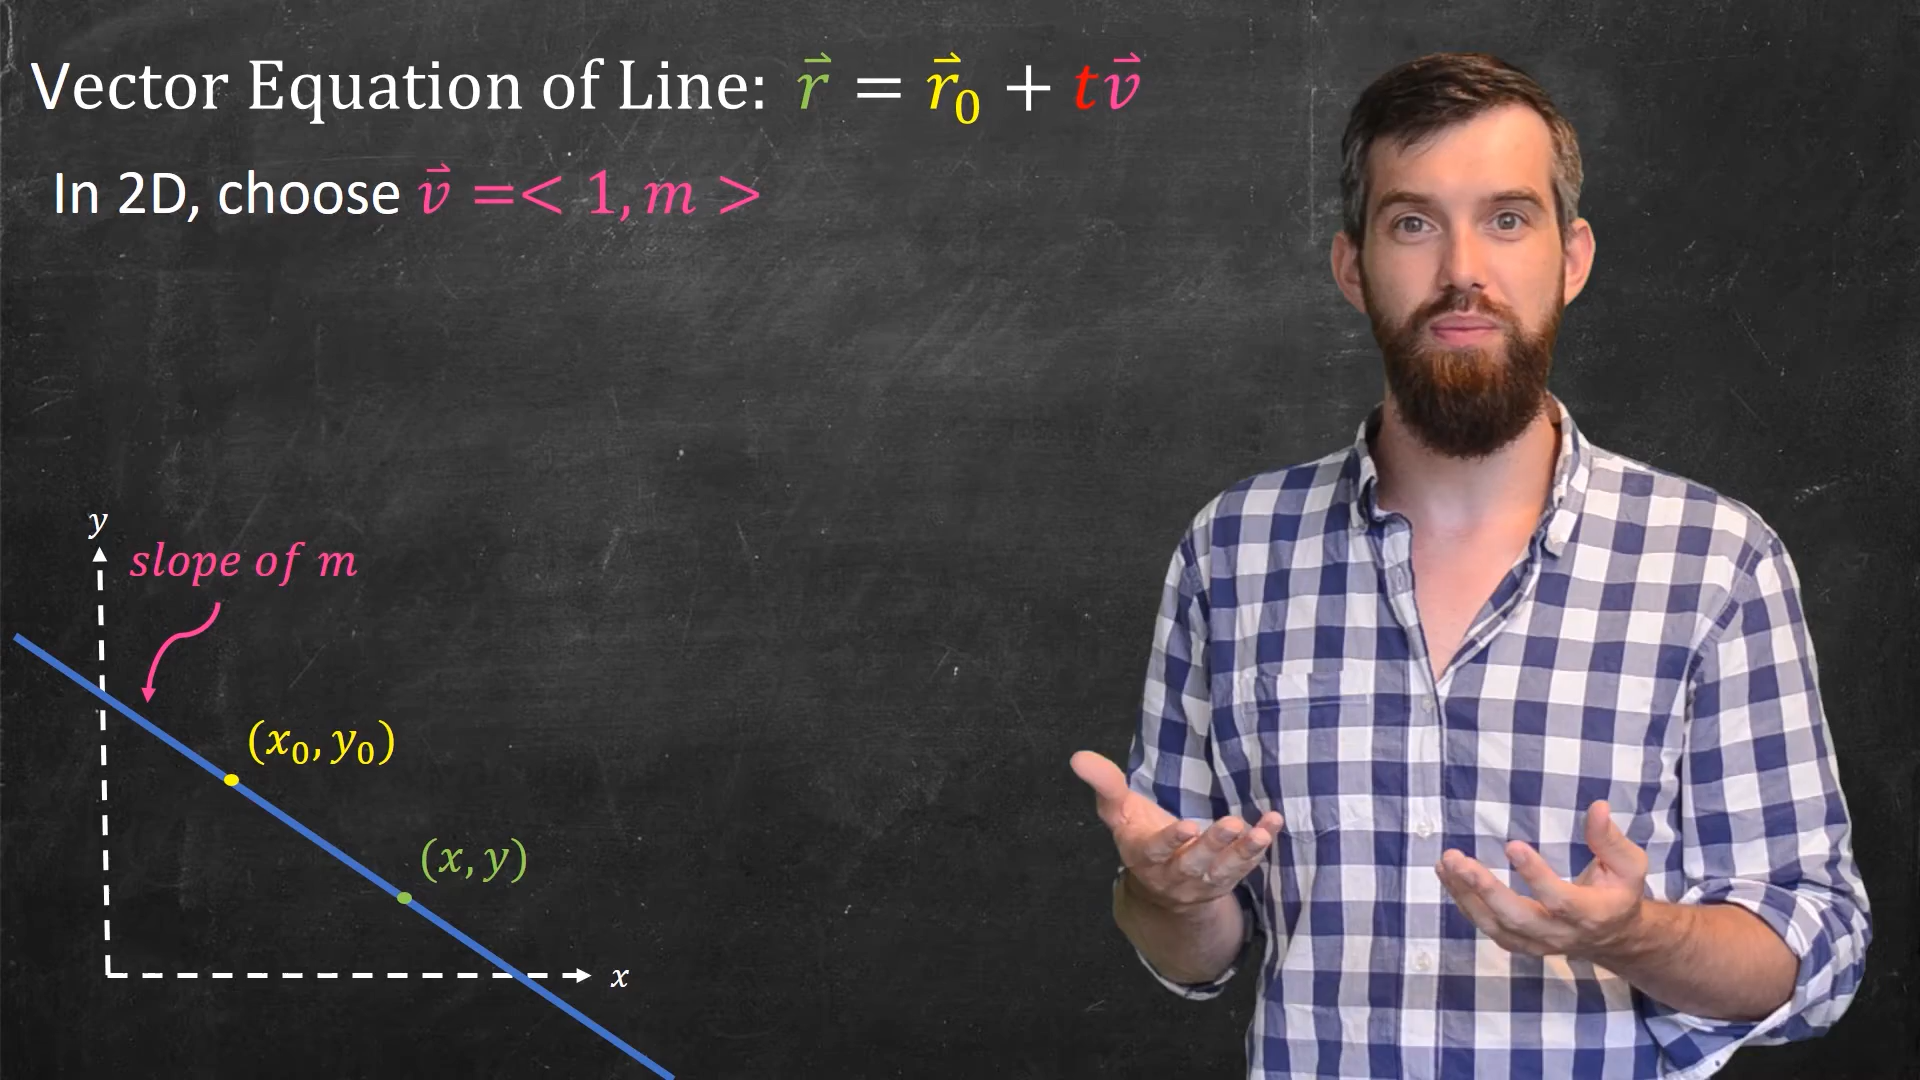 Vector Equation of Line: r⃗ = r⃗₀ + tv⃗
In 2D, choose v⃗ =< 1, m >
y
slope of m
(x₀, y₀)
(x, y)
x